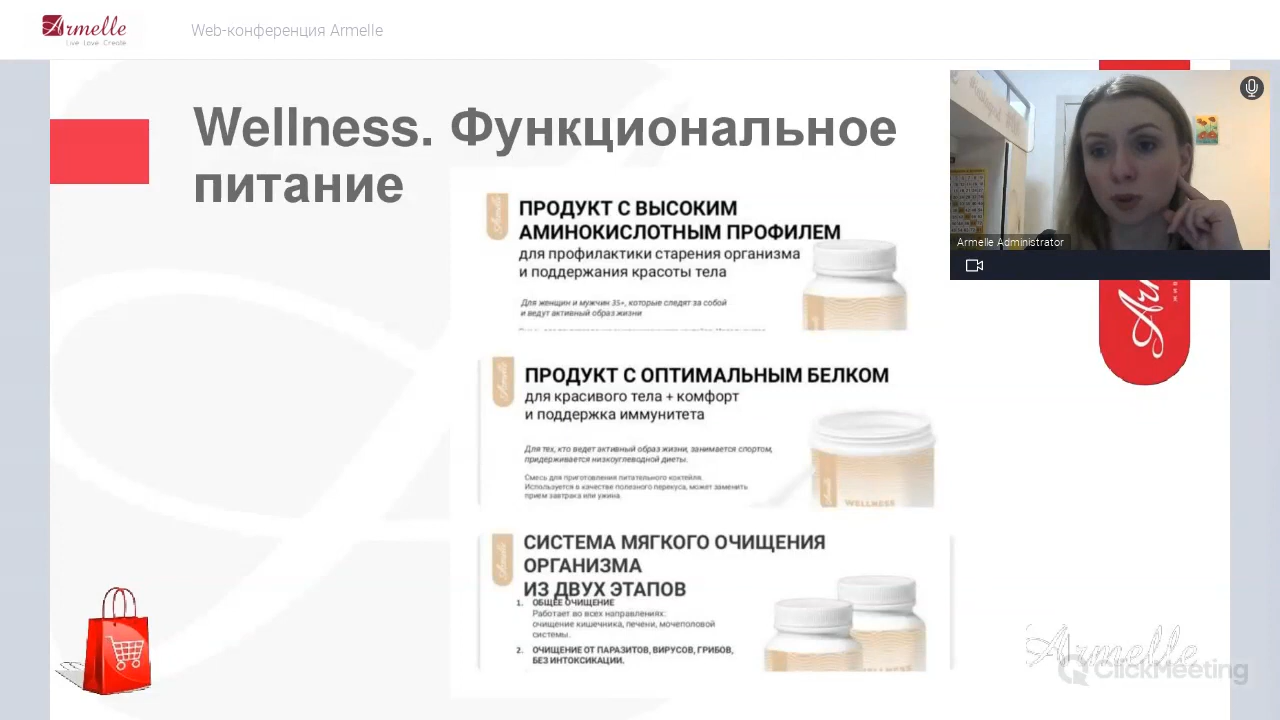 Armelle
Live Love Create
Web-конференция Armelle
Wellness. Функциональное
питание
Armelle
ПРОДУКТ С ВЫСОКИМ
АМИНОКИСЛОТНЫМ ПРОФИЛЕМ
для профилактики старения организма
и поддержания красоты тела
Для женщин и мужчин 35+, которые следят за собой
и ведут активный образ жизни
Armelle
ПРОДУКТ С ОПТИМАЛЬНЫМ БЕЛКОМ
для красивого тела + комфорт
и поддержка иммунитета
Для тех, кто ведет активный образ жизни, занимается спортом,
придерживается низкоуглеводной диеты.
Смесь для приготовления питательного коктейля.
Используется в качестве полезного перекуса, может заменить
прием завтрака или ужина.
WELLNESS
Armelle
СИСТЕМА МЯГКОГО ОЧИЩЕНИЯ
ОРГАНИЗМА
ИЗ ДВУХ ЭТАПОВ
1. ОБЩЕЕ ОЧИЩЕНИЕ
Работает во всех направлениях:
очищение кишечника, печени, мочеполовой
системы.
2. ОЧИЩЕНИЕ ОТ ПАРАЗИТОВ, ВИРУСОВ, ГРИБОВ,
БЕЗ ИНТОКСИКАЦИИ.
WELLNESS
Armelle Administrator
Armelle
ClickMeeting